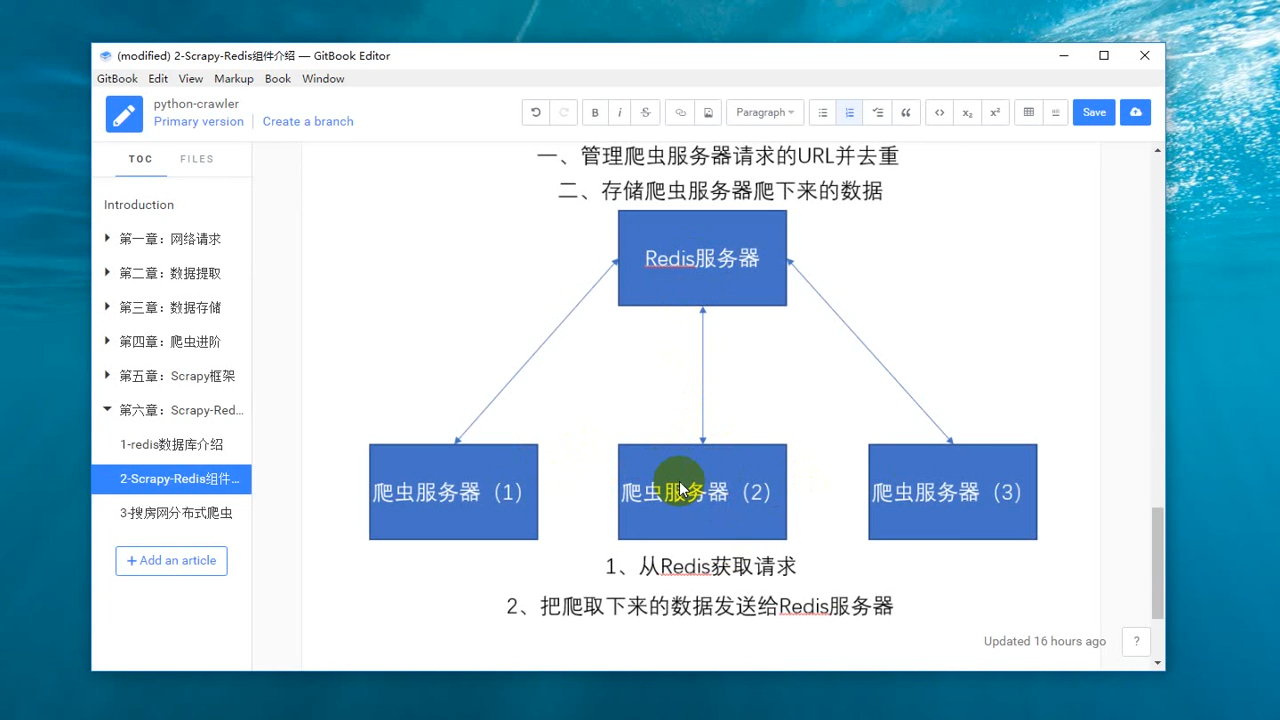 (modified) 2-Scrapy-Redis组件介绍 — GitBook Editor
GitBook Edit View Markup Book Window
python-crawler
Primary version Create a branch
B i S Paragraph x₂ x² Save
TOC FILES
Introduction
第一章：网络请求
第二章：数据提取
第三章：数据存储
第四章：爬虫进阶
第五章：Scrapy框架
第六章：Scrapy-Red...
1-redis数据库介绍
2-Scrapy-Redis组件...
3-搜房网分布式爬虫
+ Add an article
一、管理爬虫服务器请求的URL并去重
二、存储爬虫服务器爬下来的数据
Redis服务器
爬虫服务器（1）
爬虫服务器（2）
爬虫服务器（3）
1、从Redis获取请求
2、把爬取下来的数据发送给Redis服务器
Updated 16 hours ago ?